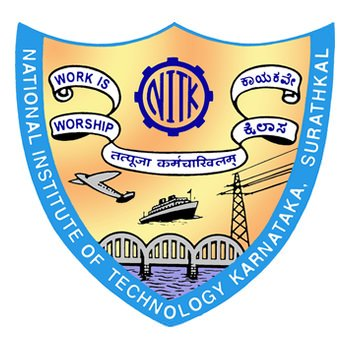 WORK IS
WORSHIP
NITK
ಕಾಯಕವೇ
ಕೈಲಾಸ
तत्पूजा कर्मचाखिलम्
NATIONAL INSTITUTE OF TECHNOLOGY KARNATAKA, SURATHKAL